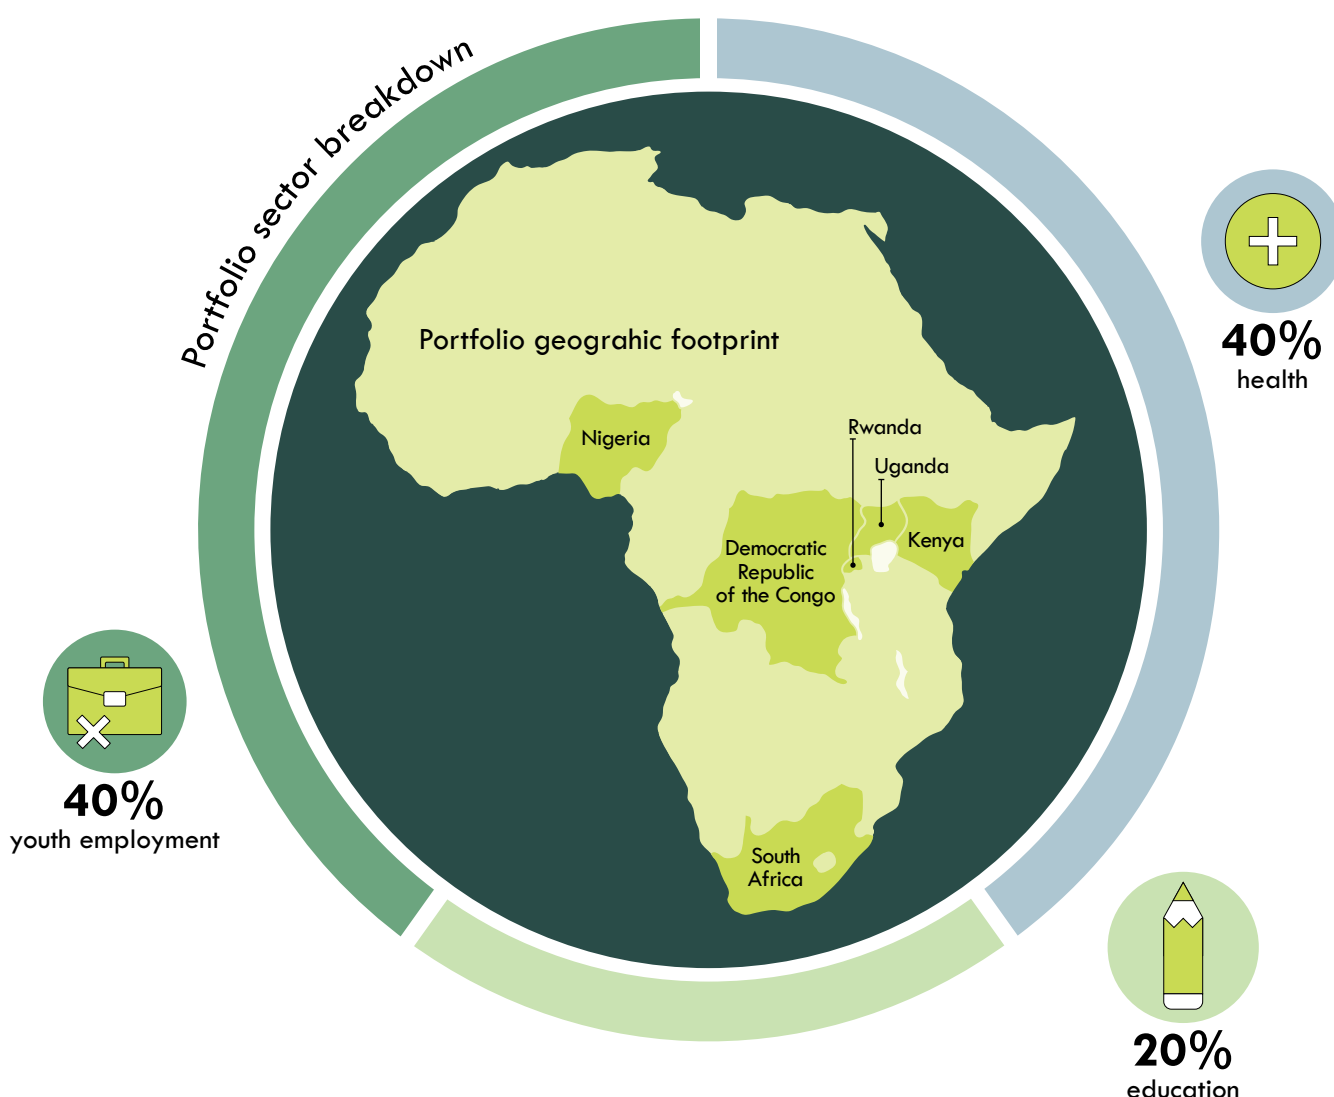 Portfolio sector breakdown
Portfolio geograhic footprint
Nigeria
Rwanda
Uganda
Kenya
Democratic
Republic
of the Congo
South
Africa
40%
health
40%
youth employment
20%
education